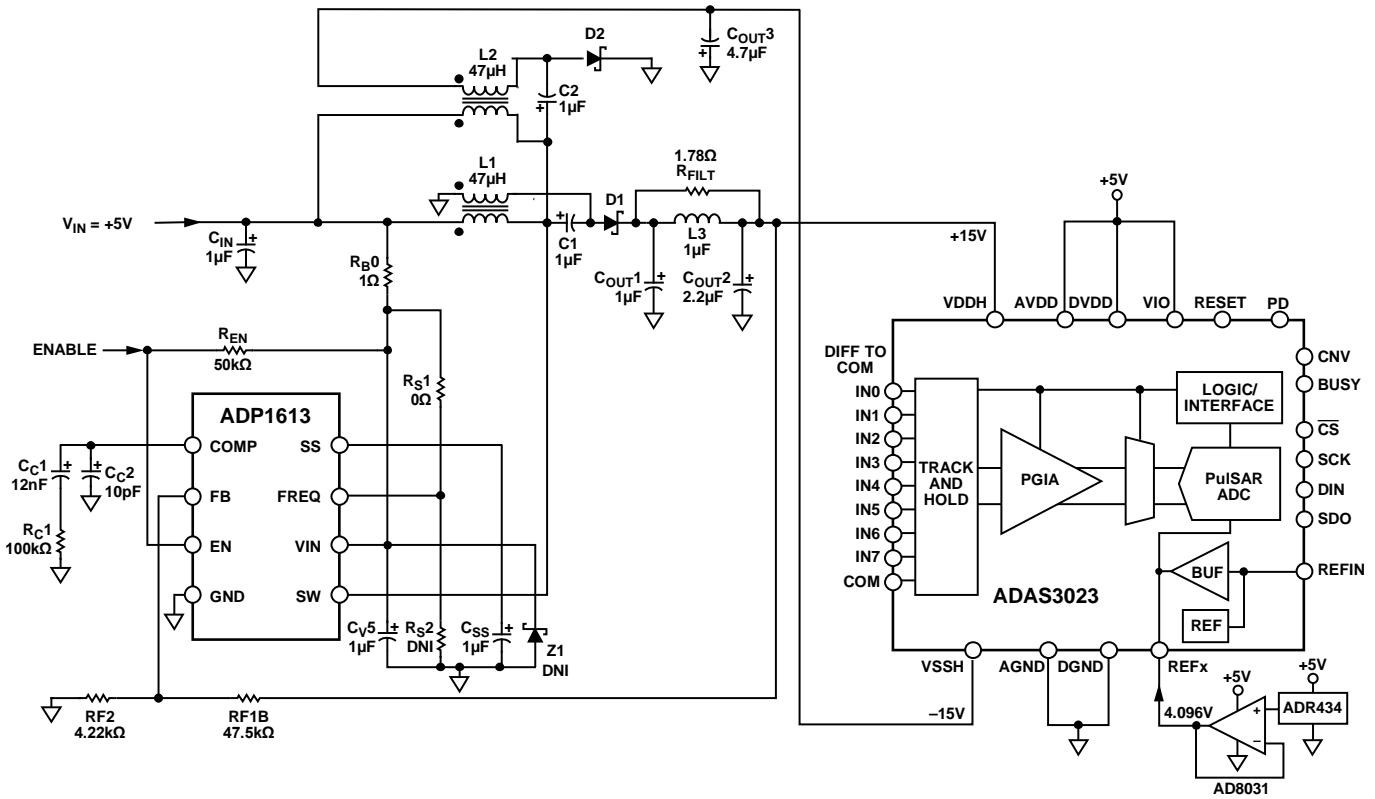 D2
COUT3
4.7µF
L2
47µH
C2
1µF
+
+
L1
47µH
1.78Ω
RFILT
D1
+5V
VIN = +5V
CIN
1µF
+
+
C1
1µF
L3
1µF
+15V
RB0
1Ω
COUT1
1µF
+
COUT2
2.2µF
+
VDDH
AVDD
DVDD
VIO
RESET
PD
ENABLE
REN
50kΩ
RS1
0Ω
DIFF TO
COM
IN0
IN1
IN2
IN3
IN4
IN5
IN6
IN7
COM
TRACK
AND
HOLD
PGIA
LOGIC/
INTERFACE
PulSAR
ADC
BUF
REF
ADAS3023
CNV
BUSY
CS
SCK
DIN
SDO
REFIN
ADP1613
COMP
FB
EN
GND
SS
FREQ
VIN
SW
CC1
12nF
+
+
CC2
10pF
RC1
100kΩ
CV5
1µF
+
RS2
DNI
CSS
1µF
+
Z1
DNI
VSSH
AGND
DGND
REFx
RF2
4.22kΩ
RF1B
47.5kΩ
–15V
4.096V
+5V
+5V
+
–
ADR434
AD8031